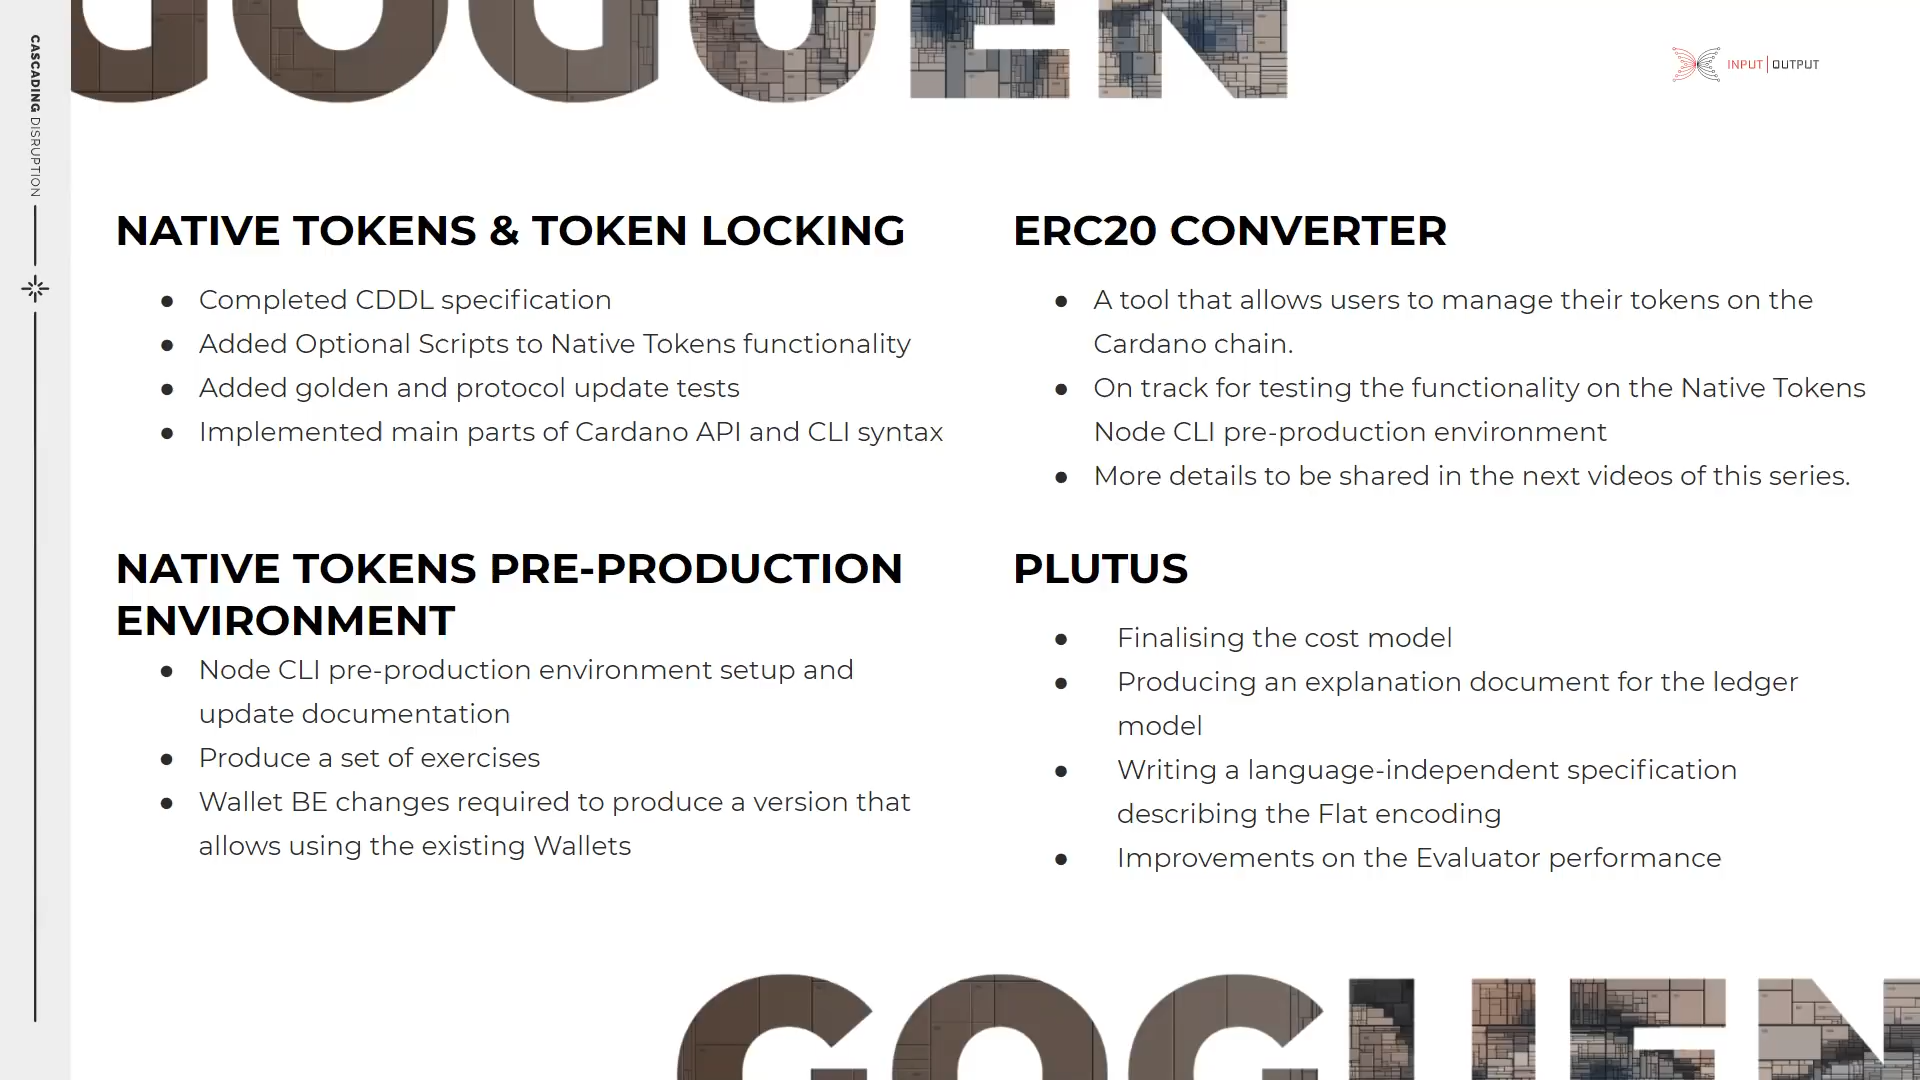 GOGUEN
CASCADING DISRUPTION
INPUT | OUTPUT
NATIVE TOKENS & TOKEN LOCKING
● Completed CDDL specification
● Added Optional Scripts to Native Tokens functionality
● Added golden and protocol update tests
● Implemented main parts of Cardano API and CLI syntax
ERC20 CONVERTER
● A tool that allows users to manage their tokens on the
Cardano chain.
● On track for testing the functionality on the Native Tokens
Node CLI pre-production environment
● More details to be shared in the next videos of this series.
NATIVE TOKENS PRE-PRODUCTION
ENVIRONMENT
● Node CLI pre-production environment setup and
update documentation
● Produce a set of exercises
● Wallet BE changes required to produce a version that
allows using the existing Wallets
PLUTUS
● Finalising the cost model
● Producing an explanation document for the ledger
model
● Writing a language-independent specification
describing the Flat encoding
● Improvements on the Evaluator performance
GOGUEN